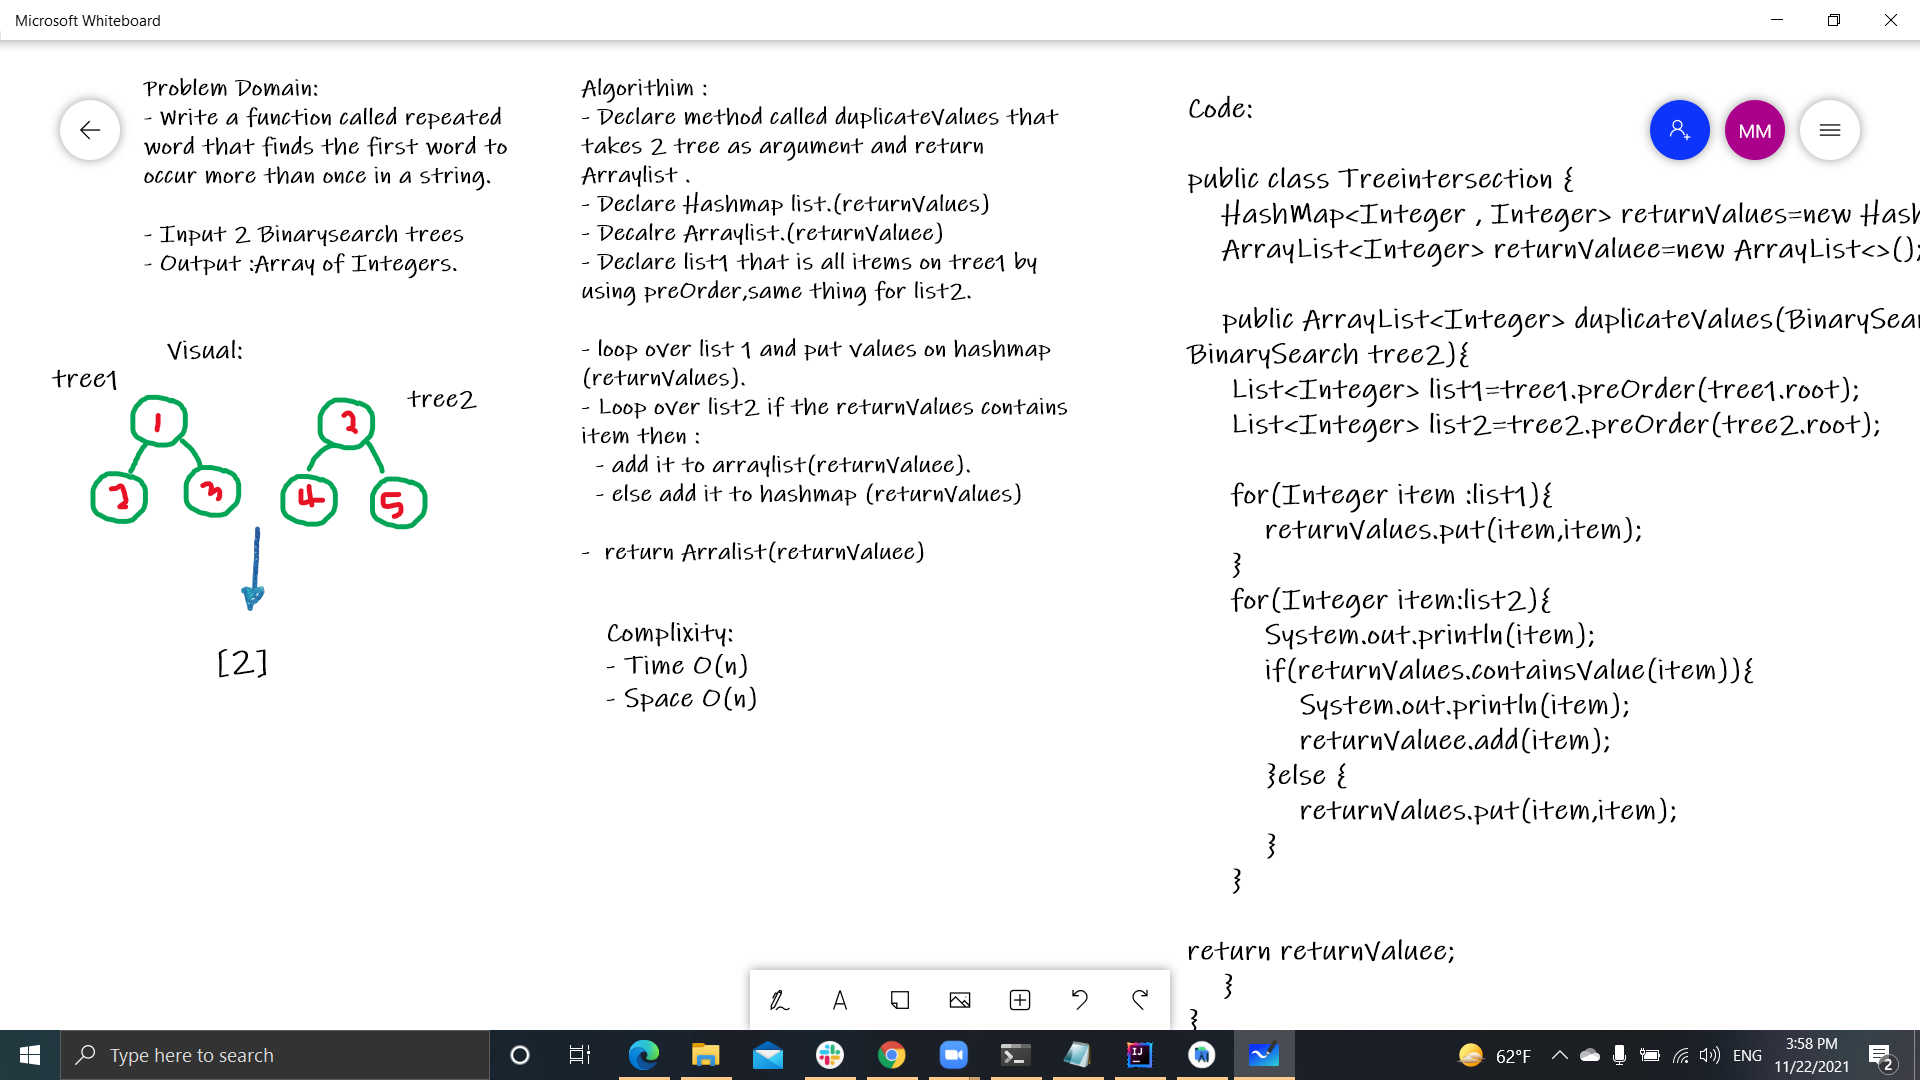 Microsoft Whiteboard
Problem Domain:
- Write a function called repeated
word that finds the first word to
occur more than once in a string.
- Input 2 Binarysearch trees
- Output :Array of Integers.
Visual:
tree1
tree2
1
2
3
2
4
5
[2]
Algorithim :
- Declare method called duplicateValues that
takes 2 tree as argument and return
Arraylist .
- Declare Hashmap list.(returnValues)
- Decalre Arraylist.(returnValuee)
- Declare list1 that is all items on tree1 by
using preOrder,same thing for list2.
- loop over list 1 and put values on hashmap
(returnValues).
- Loop over list2 if the returnValues contains
item then :
- add it to arraylist(returnValuee).
- else add it to hashmap (returnValues)
- return Arralist(returnValuee)
Complixity:
- Time O(n)
- Space O(n)
Code:
public class Treeintersection {
HashMap<Integer , Integer> returnValues=new Hash
ArrayList<Integer> returnValuee=new ArrayList<>();
public ArrayList<Integer> duplicateValues(BinarySear
BinarySearch tree2){
List<Integer> list1=tree1.preOrder(tree1.root);
List<Integer> list2=tree2.preOrder(tree2.root);
for(Integer item :list1){
returnValues.put(item,item);
}
for(Integer item:list2){
System.out.println(item);
if(returnValues.containsValue(item)){
System.out.println(item);
returnValuee.add(item);
}else {
returnValues.put(item,item);
}
}
return returnValuee;
}
}
MM
A
Type here to search
IJ
62°F
ENG
3:58 PM
11/22/2021
2